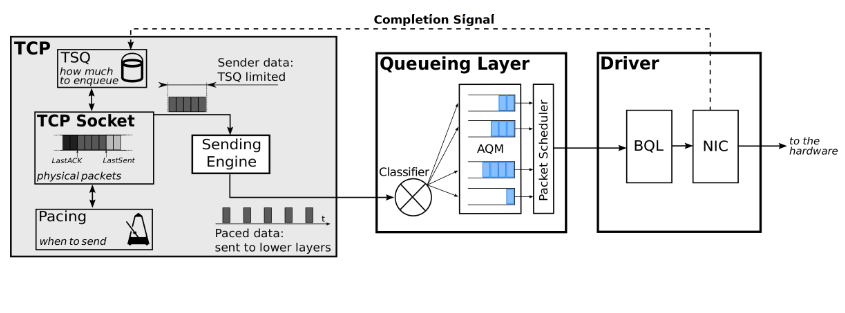 Completion Signal
TCP
TSQ
how much
to enqueue
Sender data:
TSQ limited
TCP Socket
LastACK
LastSent
physical packets
Sending
Engine
Pacing
when to send
t
Paced data:
sent to lower layers
Queueing Layer
Classifier
AQM
Packet Scheduler
Driver
BQL
NIC
to the
hardware